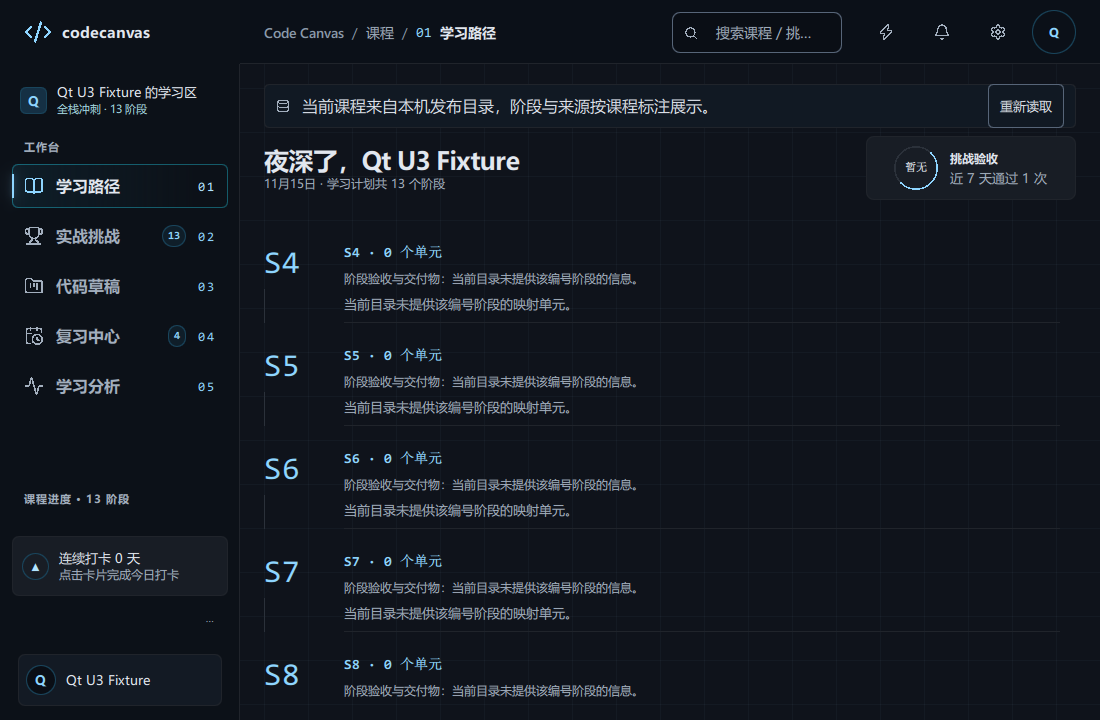 codecanvas
Code Canvas / 课程 / 01 学习路径
搜索课程 / 挑...
Q
Q
Qt U3 Fixture 的学习区
全栈冲刺 · 13 阶段
工作台
学习路径 01
实战挑战 13 02
代码草稿 03
复习中心 4 04
学习分析 05
课程进度 · 13 阶段
▲
连续打卡 0 天
点击卡片完成今日打卡
...
Q Qt U3 Fixture
当前课程来自本机发布目录，阶段与来源按课程标注展示。
重新读取
夜深了，Qt U3 Fixture
11月15日 · 学习计划共 13 个阶段
暂无
挑战验收
近 7 天通过 1 次
S4
S4 · 0 个单元
阶段验收与交付物：当前目录未提供该编号阶段的信息。
当前目录未提供该编号阶段的映射单元。
S5
S5 · 0 个单元
阶段验收与交付物：当前目录未提供该编号阶段的信息。
当前目录未提供该编号阶段的映射单元。
S6
S6 · 0 个单元
阶段验收与交付物：当前目录未提供该编号阶段的信息。
当前目录未提供该编号阶段的映射单元。
S7
S7 · 0 个单元
阶段验收与交付物：当前目录未提供该编号阶段的信息。
当前目录未提供该编号阶段的映射单元。
S8
S8 · 0 个单元
阶段验收与交付物：当前目录未提供该编号阶段的信息。